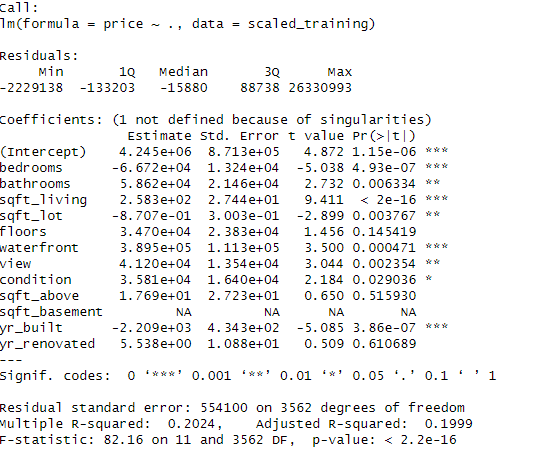 Call:
lm(formula = price ~ ., data = scaled_training)
Residuals:
Min 1Q Median 3Q Max
-2229138 -133203 -15880 88738 26330993
Coefficients: (1 not defined because of singularities)
Estimate Std. Error t value Pr(>|t|)
(Intercept) 4.245e+06 8.713e+05 4.872 1.15e-06 ***
bedrooms -6.672e+04 1.324e+04 -5.038 4.93e-07 ***
bathrooms 5.862e+04 2.146e+04 2.732 0.006334 **
sqft_living 2.583e+02 2.744e+01 9.411 < 2e-16 ***
sqft_lot -8.707e-01 3.003e-01 -2.899 0.003767 **
floors 3.470e+04 2.383e+04 1.456 0.145419
waterfront 3.895e+05 1.113e+05 3.500 0.000471 ***
view 4.120e+04 1.354e+04 3.044 0.002354 **
condition 3.581e+04 1.640e+04 2.184 0.029036 *
sqft_above 1.769e+01 2.723e+01 0.650 0.515930
sqft_basement NA NA NA NA
yr_built -2.209e+03 4.343e+02 -5.085 3.86e-07 ***
yr_renovated 5.538e+00 1.088e+01 0.509 0.610689
---
Signif. codes: 0 ‘***’ 0.001 ‘**’ 0.01 ‘*’ 0.05 ‘.’ 0.1 ‘ ’ 1
Residual standard error: 554100 on 3562 degrees of freedom
Multiple R-squared: 0.2024, Adjusted R-squared: 0.1999
F-statistic: 82.16 on 11 and 3562 DF, p-value: < 2.2e-16